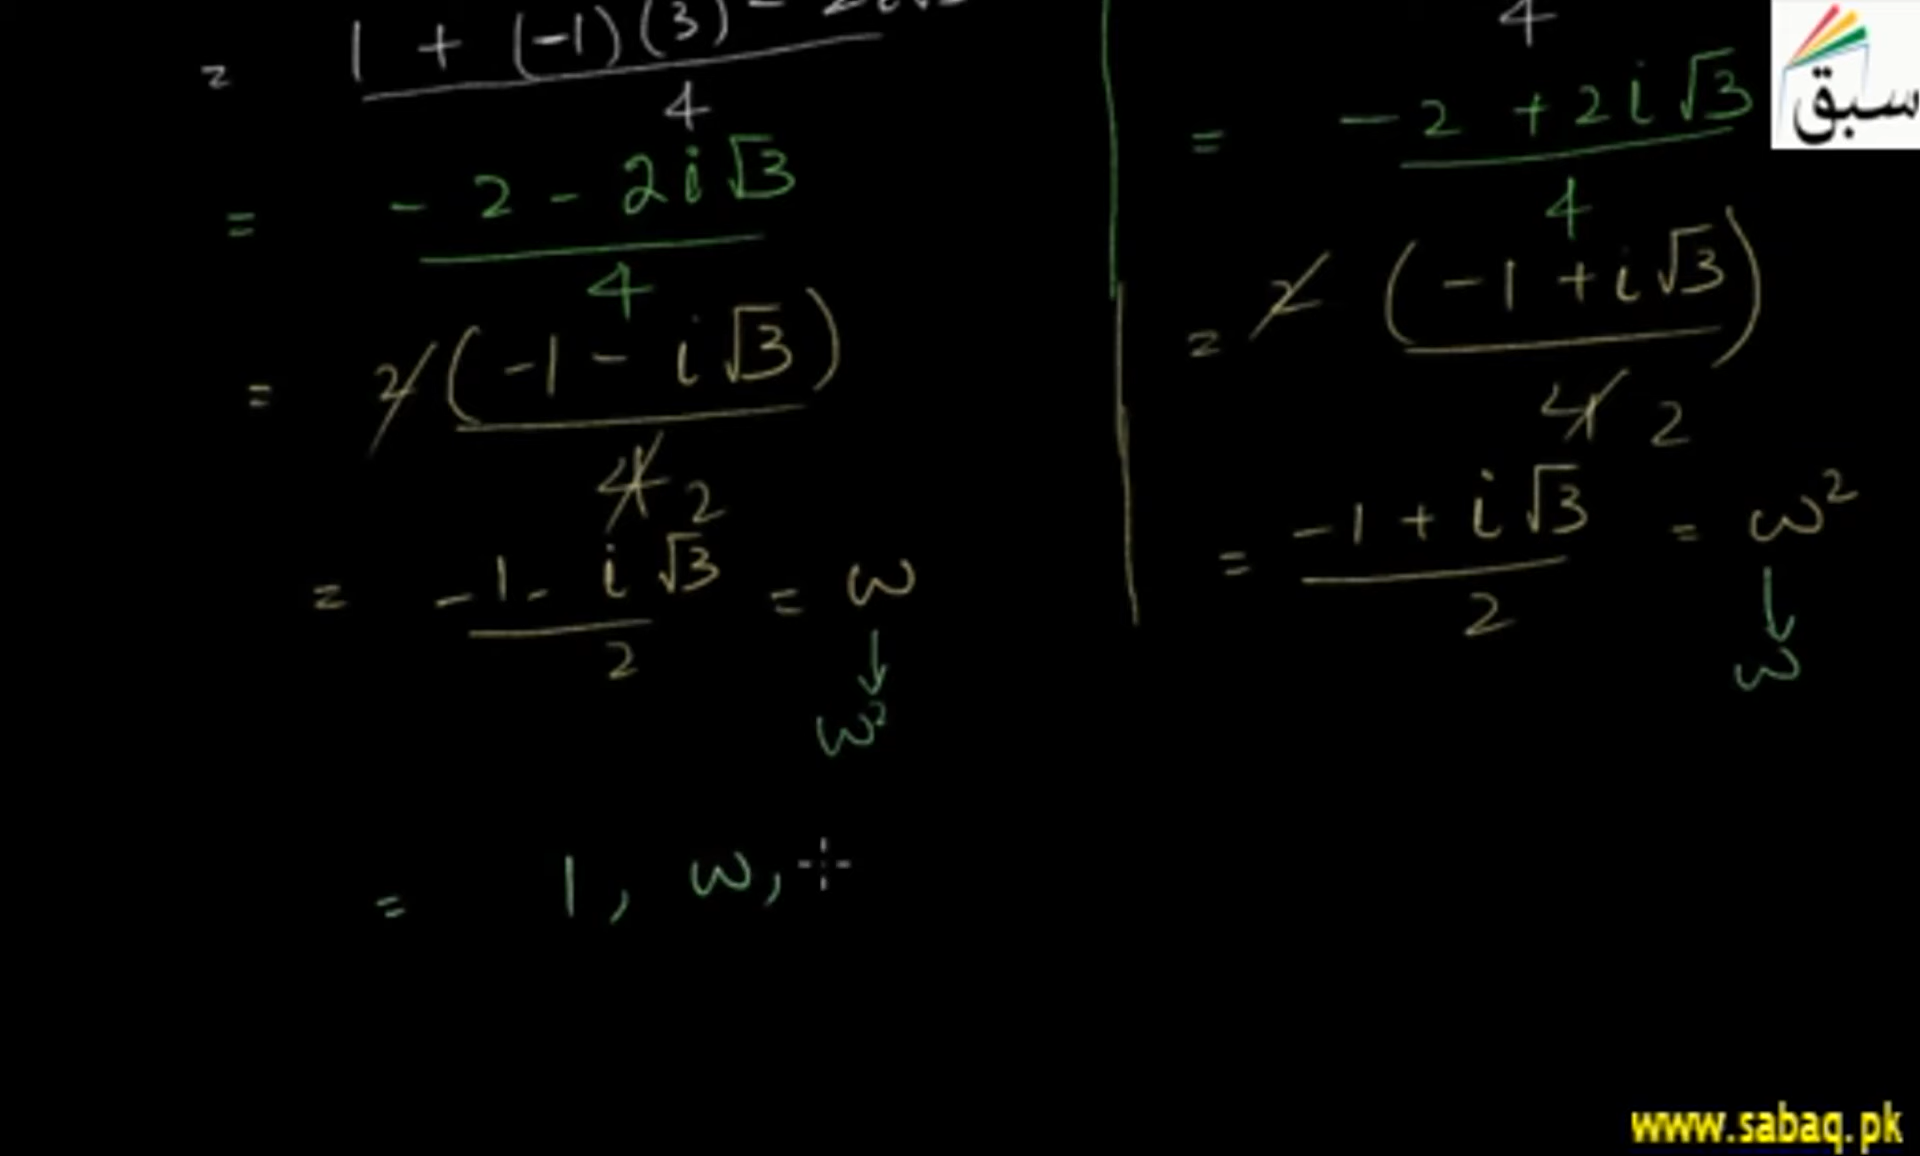 = 1 + (-1)(3) -
4
= - 2 - 2i√3
4
= 2(-1 - i√3)
4 2
= -1 - i√3 = ω
2
↓
ω²
= 1, ω,
4
= -2 + 2i√3
4
= 2 (-1 + i√3)
4 2
= -1 + i√3 = ω²
2
↓
ω
سبق
www.sabaq.pk